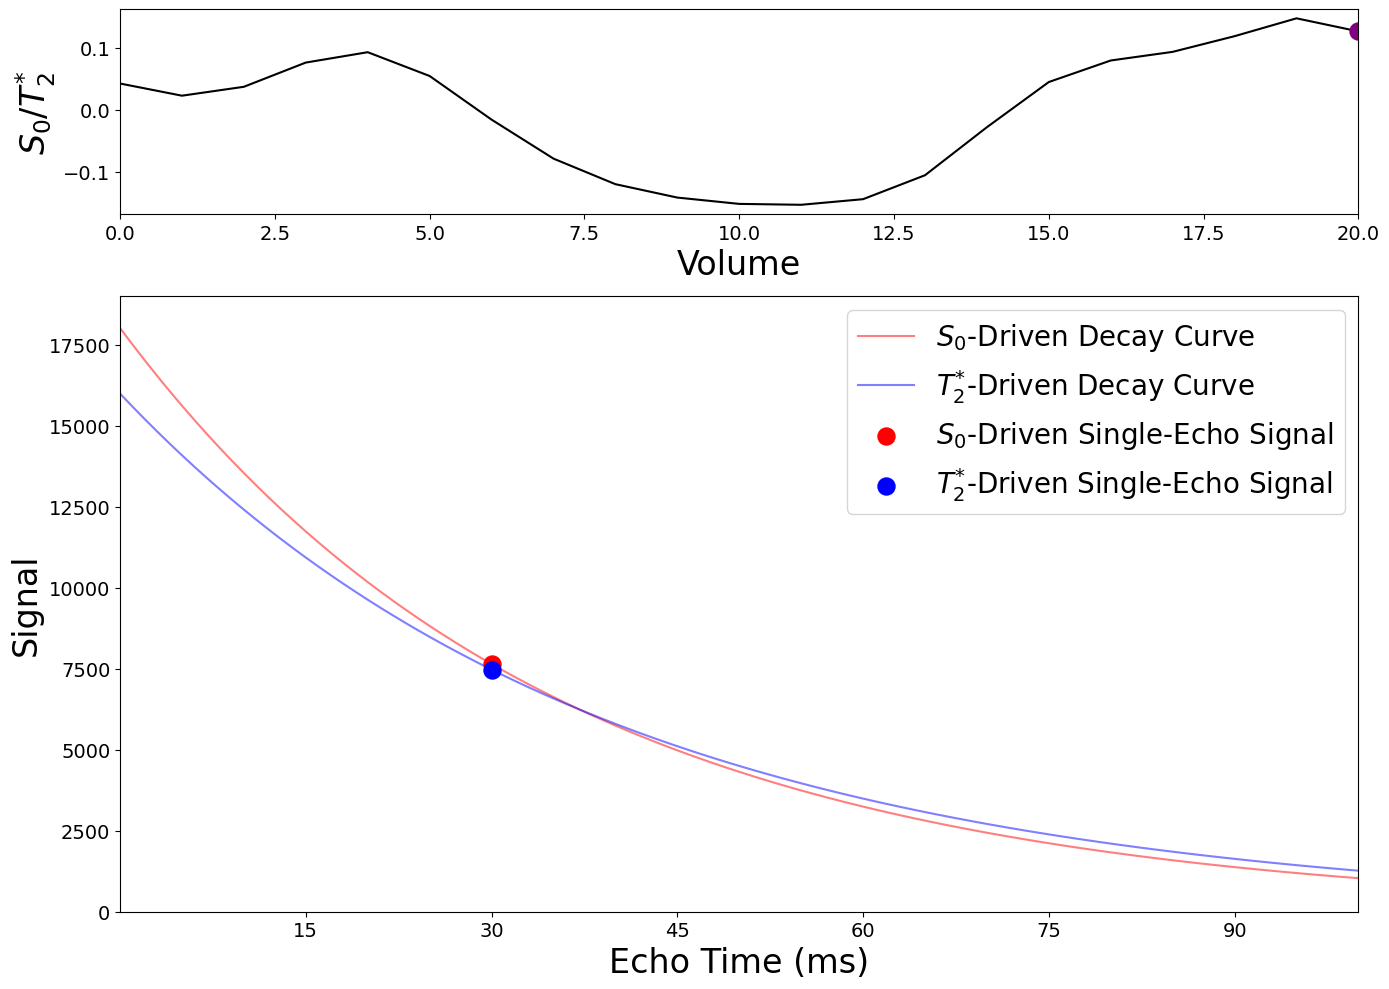 S₀/T₂*
0.1
0.0
−0.1
0.0 2.5 5.0 7.5 10.0 12.5 15.0 17.5 20.0
Volume
Signal
17500
15000
12500
10000
7500
5000
2500
0
S₀-Driven Decay Curve
T₂*-Driven Decay Curve
S₀-Driven Single-Echo Signal
T₂*-Driven Single-Echo Signal
15 30 45 60 75 90
Echo Time (ms)